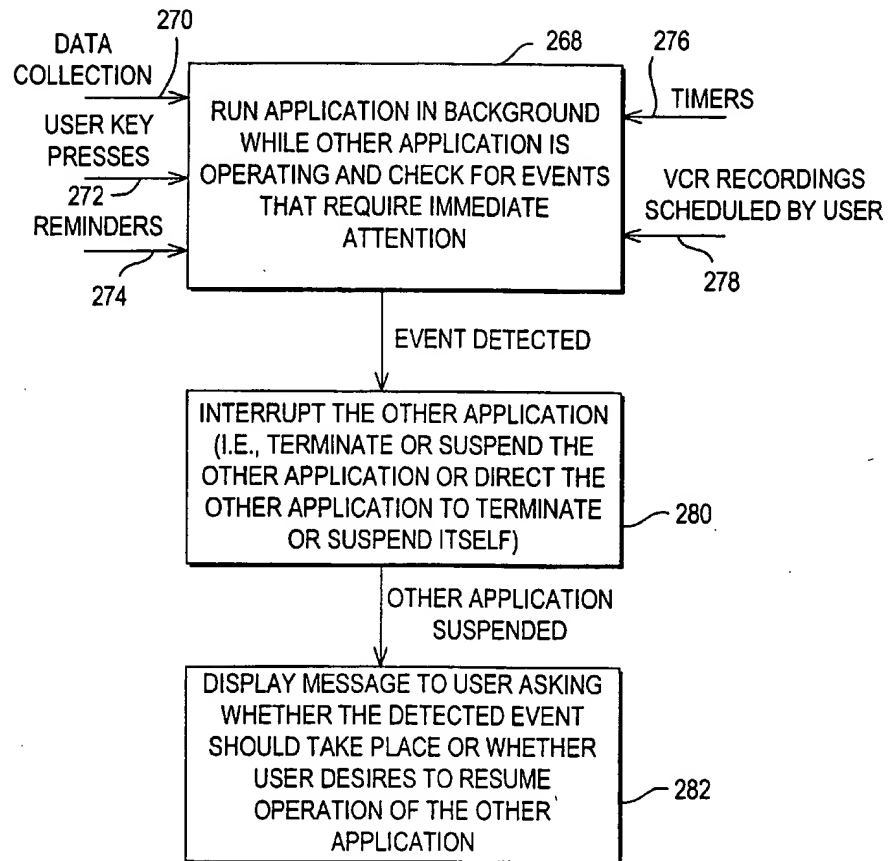 DATA
COLLECTION
270
268
276
RUN APPLICATION IN BACKGROUND
WHILE OTHER APPLICATION IS
OPERATING AND CHECK FOR EVENTS
THAT REQUIRE IMMEDIATE
ATTENTION
USER KEY
PRESSES
272
REMINDERS
274
TIMERS
VCR RECORDINGS
SCHEDULED BY USER
278
EVENT DETECTED
INTERRUPT THE OTHER APPLICATION
(I.E., TERMINATE OR SUSPEND THE
OTHER APPLICATION OR DIRECT THE
OTHER APPLICATION TO TERMINATE
OR SUSPEND ITSELF)
280
OTHER APPLICATION
SUSPENDED
DISPLAY MESSAGE TO USER ASKING
WHETHER THE DETECTED EVENT
SHOULD TAKE PLACE OR WHETHER
USER DESIRES TO RESUME
OPERATION OF THE OTHER
APPLICATION
282